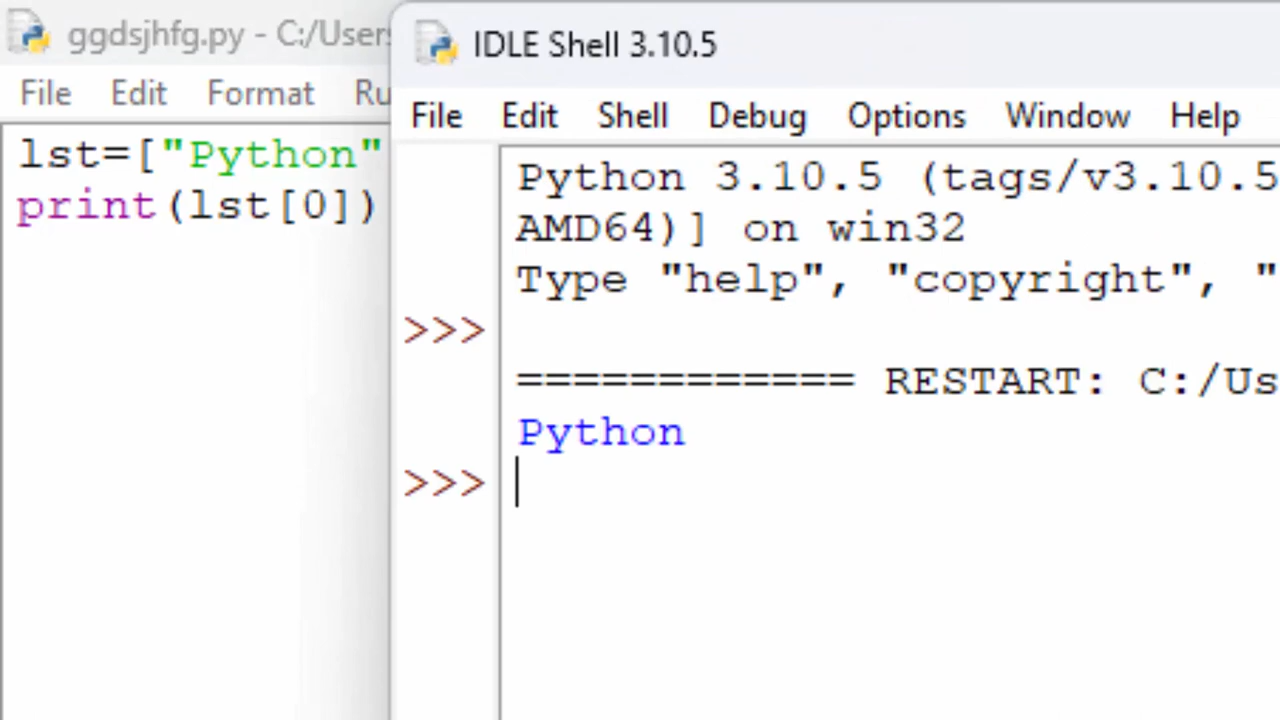 ggdsjhfg.py - C:/Users
File Edit Format Ru
lst=["Python"
print(lst[0])
IDLE Shell 3.10.5
File Edit Shell Debug Options Window Help
Python 3.10.5 (tags/v3.10.5
AMD64)] on win32
Type "help", "copyright", "
>>>
============ RESTART: C:/Us
Python
>>>